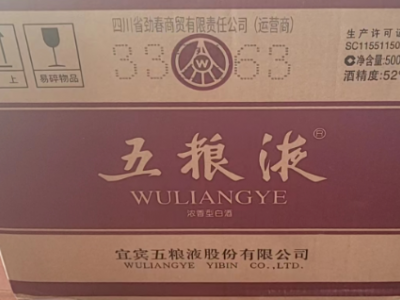 四川省劲春商贸有限责任公司（运营商）
33 63
生产许可证
SC11551150
净含量:500
酒精度:52°
上
易碎物品
五粮液®
WULIANGYE
浓香型白酒
宜宾五粮液股份有限公司
WULIANGYE YIBIN CO.,LTD.